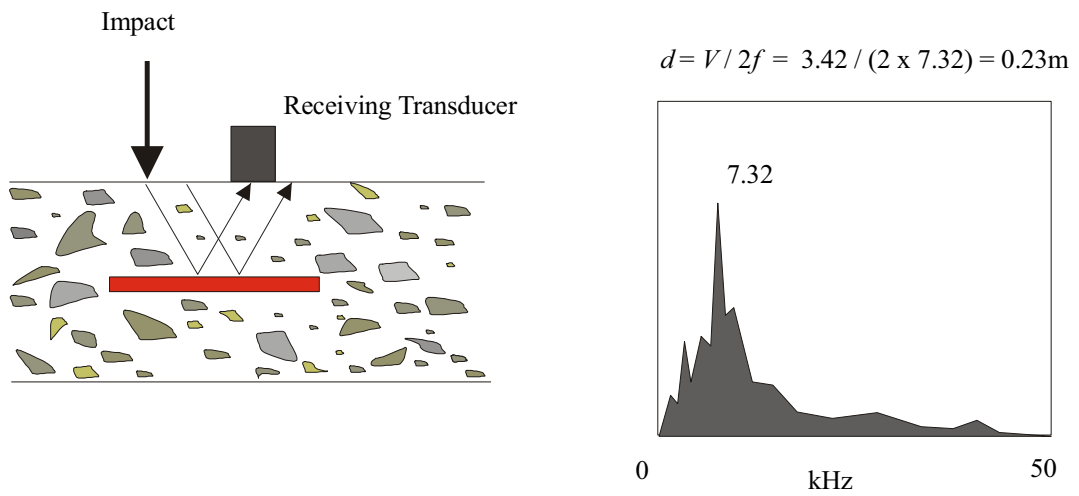 Impact
Receiving Transducer
d = V / 2f = 3.42 / (2 x 7.32) = 0.23m
7.32
0
kHz
50